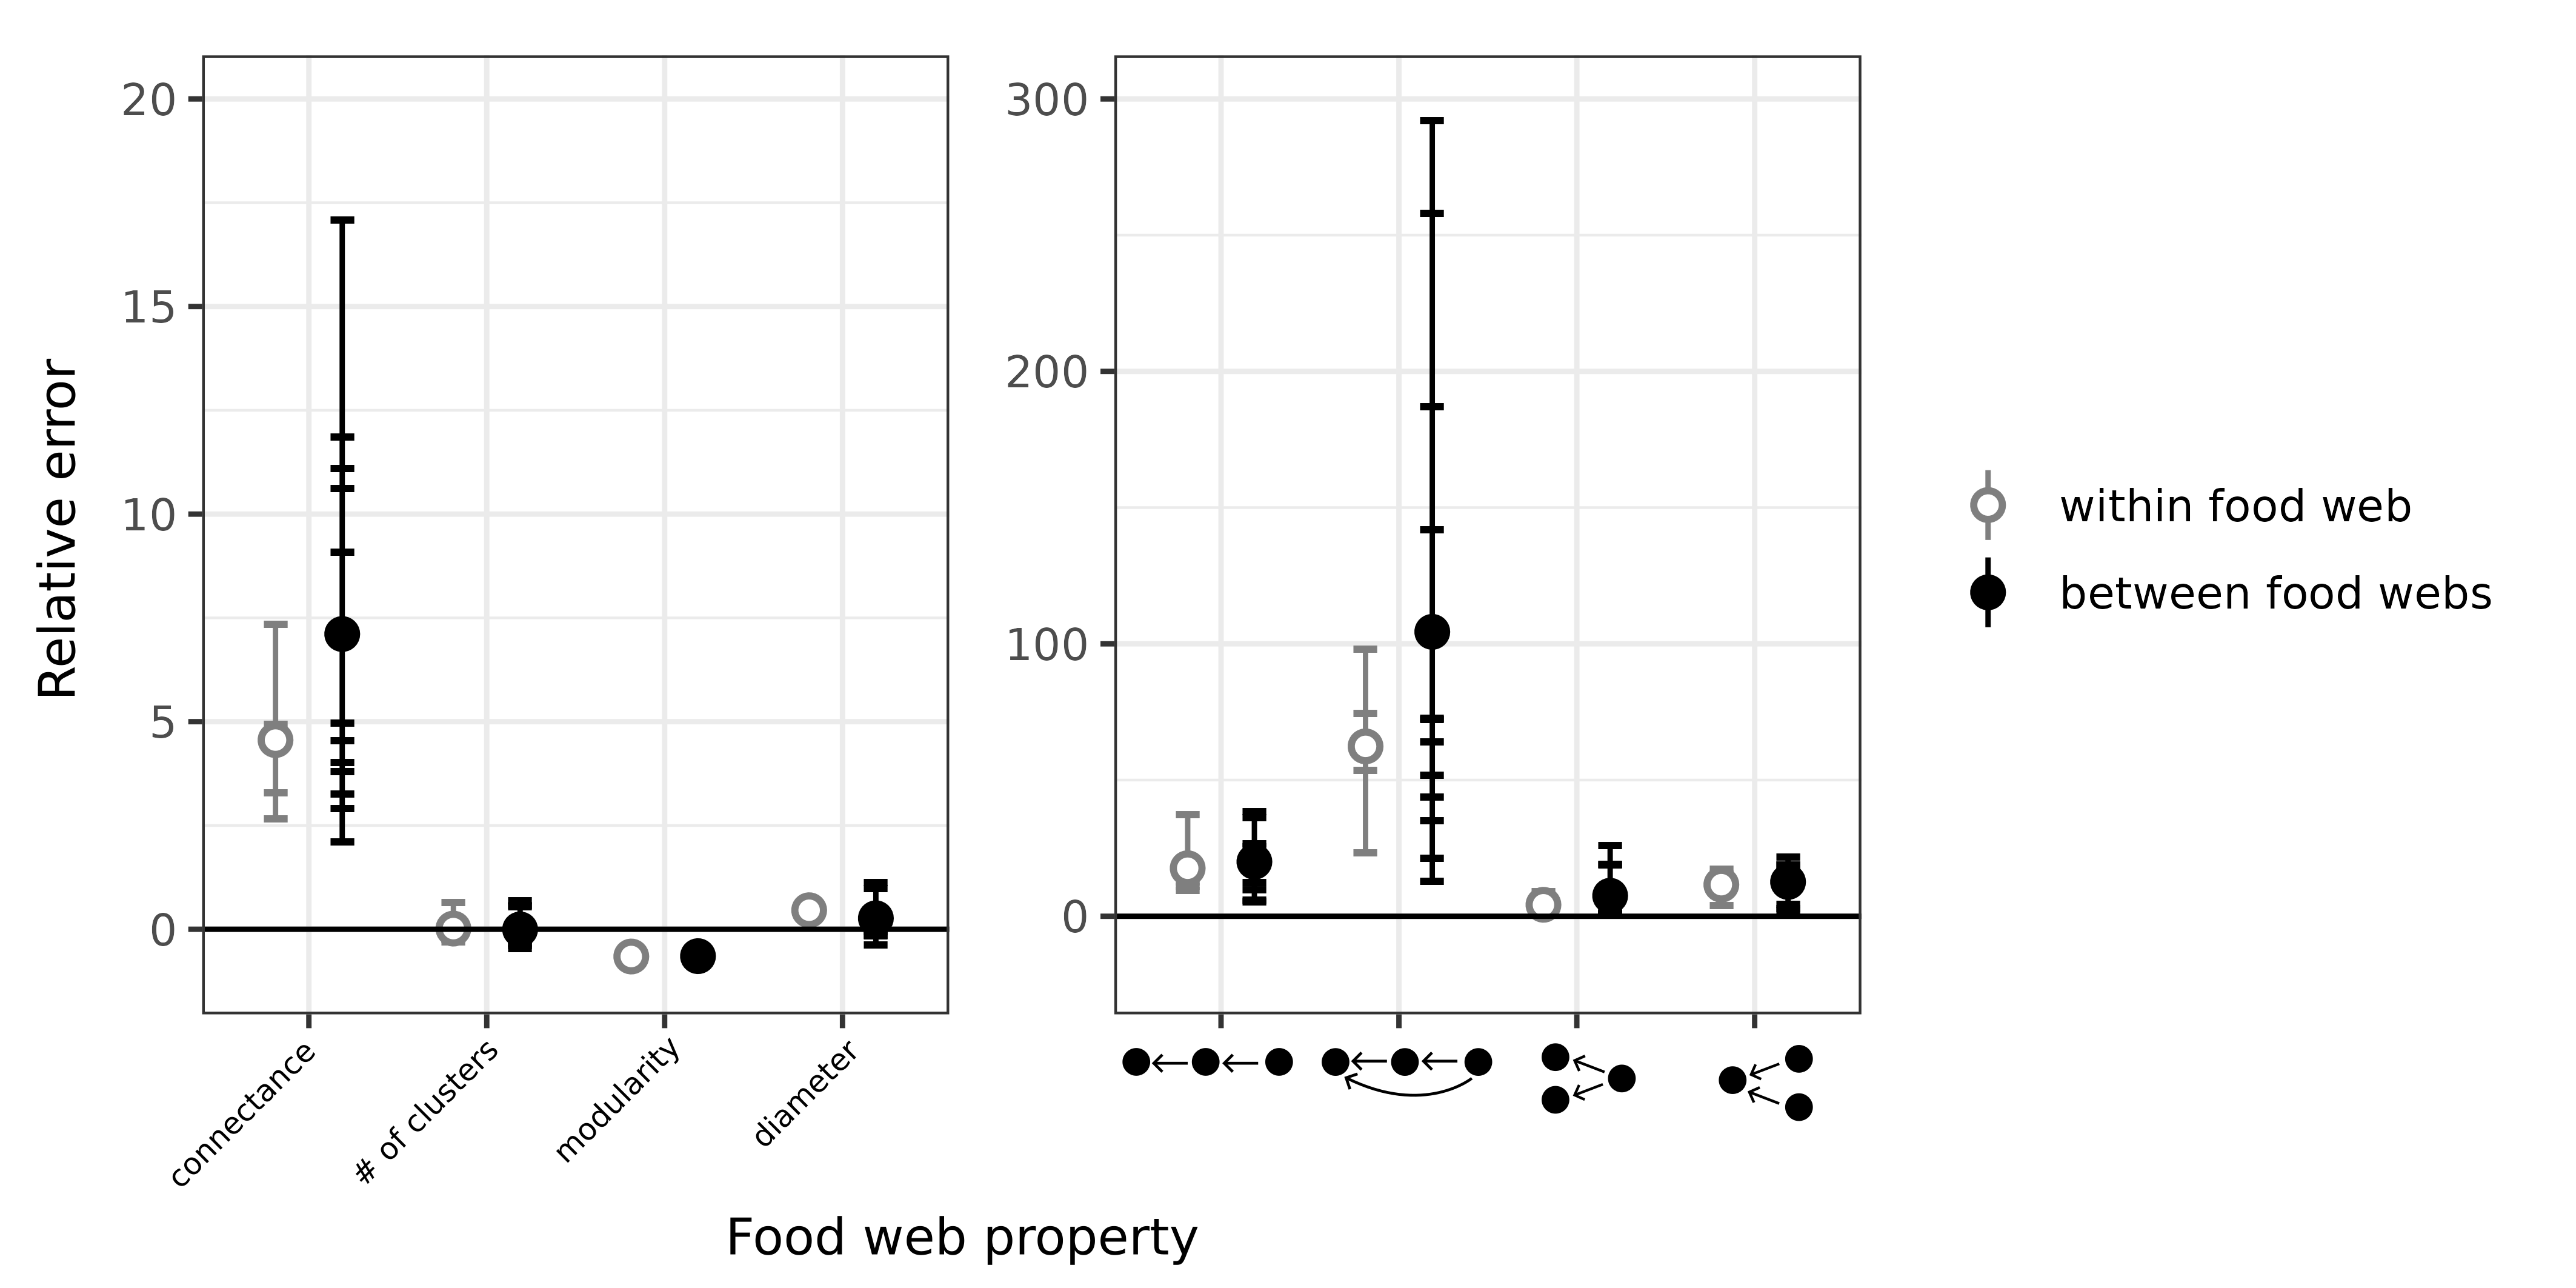 Relative error
20
15
10
5
0
300
200
100
0
connectance
# of clusters
modularity
diameter
Food web property
within food web
between food webs